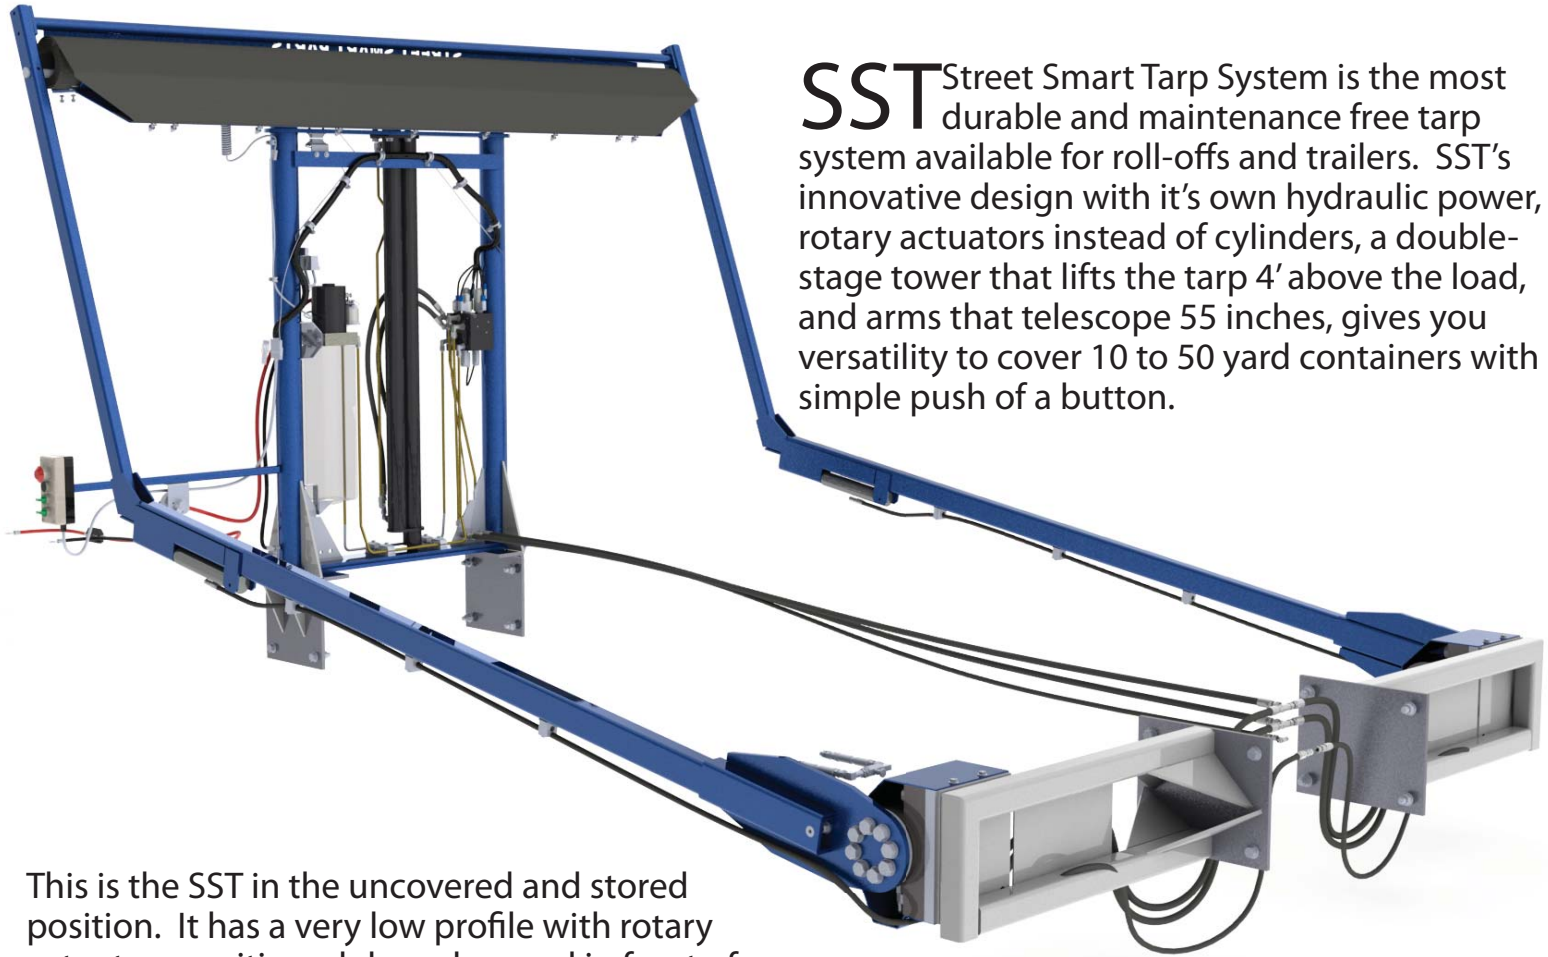 SST Street Smart Tarp System is the most
durable and maintenance free tarp
system available for roll-offs and trailers.  SST’s
innovative design with it’s own hydraulic power,
rotary actuators instead of cylinders, a double-
stage tower that lifts the tarp 4’ above the load,
and arms that telescope 55 inches, gives you
versatility to cover 10 to 50 yard containers with
simple push of a button.
This is the SST in the uncovered and stored
position.  It has a very low profile with rotary